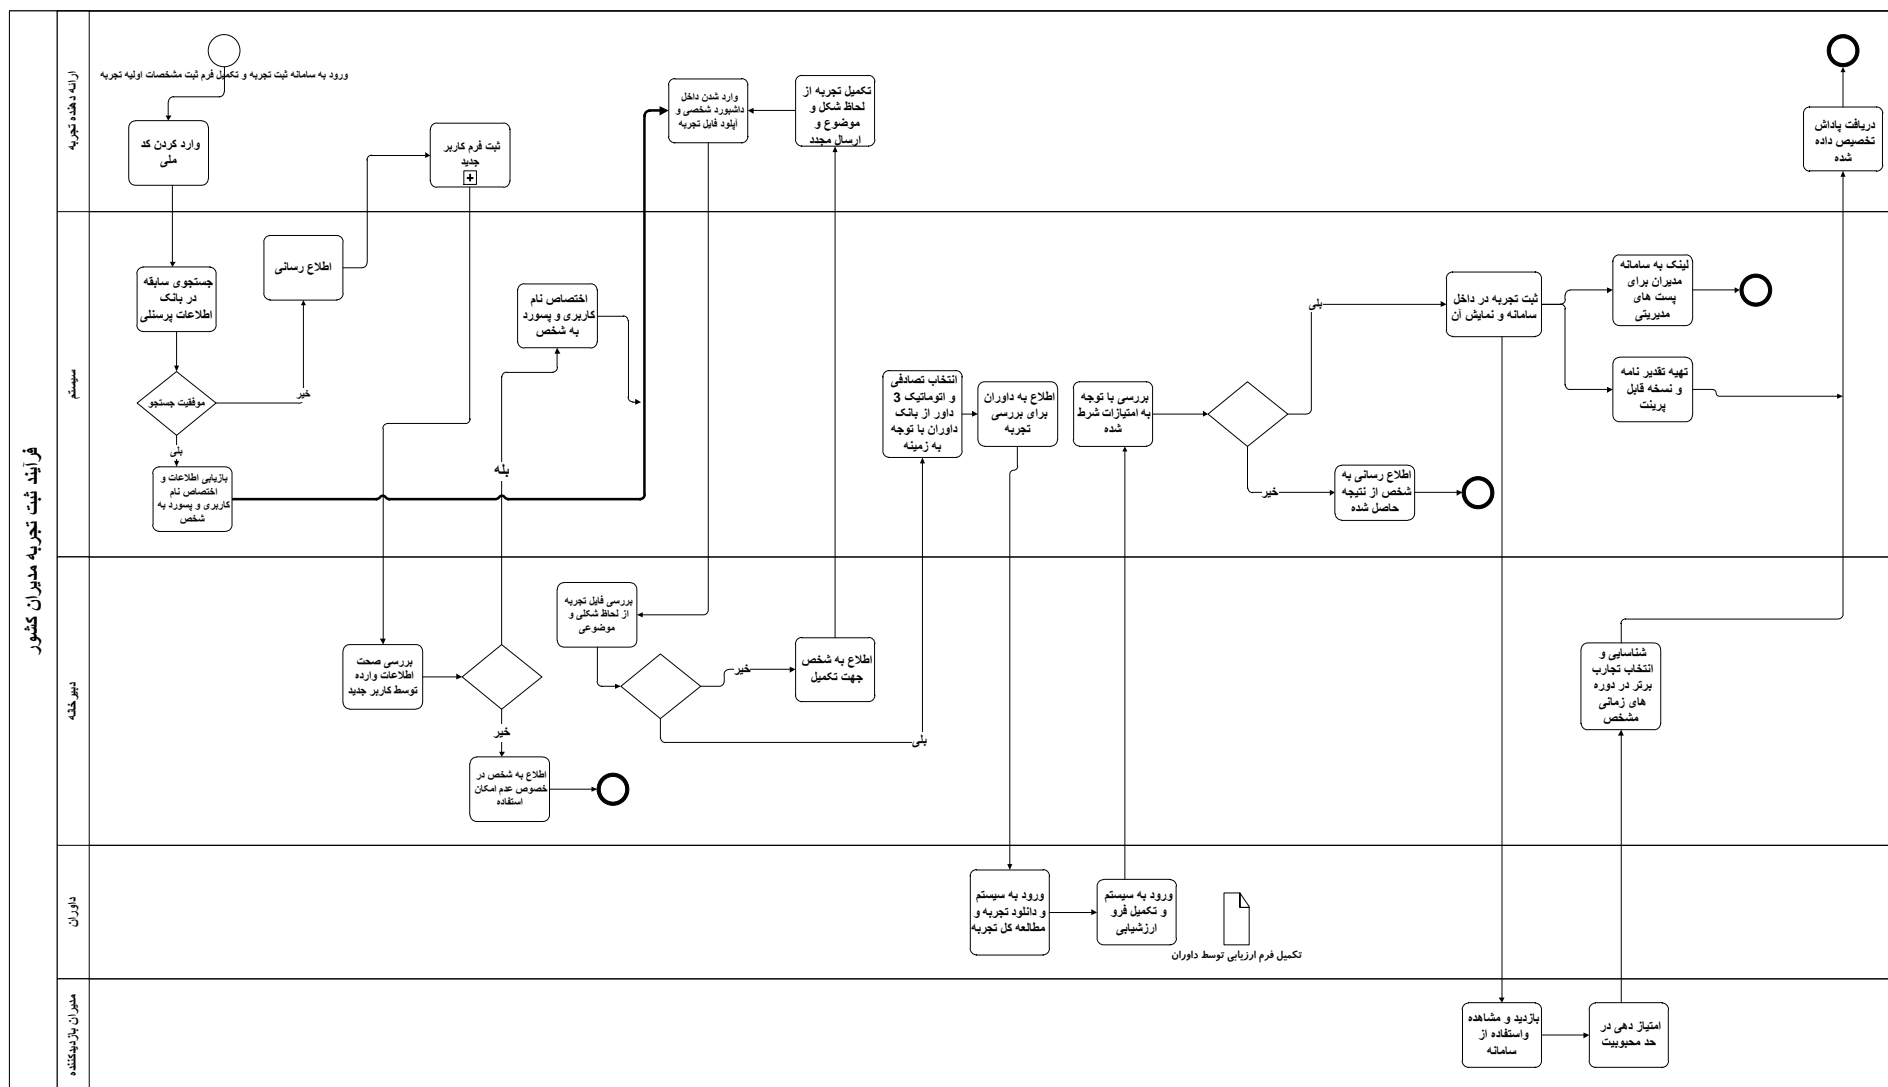 فرآیند ثبت تجربه مدیران کشور
ارائه دهنده تجربه
ورود به سامانه ثبت تجربه و تکمیل فرم ثبت مشخصات اولیه تجربه
وارد کردن کد
ملی
ثبت فرم کاربر
جدید
وارد شدن داخل
داشبورد شخصی و
آپلود فایل تجربه
تکمیل تجربه از
لحاظ شکل و
موضوع و
ارسال مجدد
دریافت پاداش
تخصیص داده
شده
سیستم
جستجوی سابقه
در بانک
اطلاعات پرسنلی
موفقیت جستجو
خیر
بلی
اطلاع رسانی
بازیابی اطلاعات و
اختصاص نام
کاربری و پسورد به
شخص
اختصاص نام
کاربری و پسورد
به شخص
بله
انتخاب تصادفی
و اتوماتیک 3
داور از بانک
داوران با توجه
به زمینه
اطلاع به داوران
برای بررسی
تجربه
بررسی با توجه
به امتیازات شرط
شده
بلی
خیر
اطلاع رسانی به
شخص از نتیجه
حاصل شده
ثبت تجربه در داخل
سامانه و نمایش آن
لینک به سامانه
مدیران برای
پست های
مدیریتی
تهیه تقدیر نامه
و نسخه قابل
پرینت
دبیرخانه
بررسی صحت
اطلاعات وارده
توسط کاربر جدید
خیر
اطلاع به شخص در
خصوص عدم امکان
استفاده
بررسی فایل تجربه
از لحاظ شکلی و
موضوعی
خیر
بلی
اطلاع به شخص
جهت تکمیل
شناسایی و
انتخاب تجارب
برتر در دوره
های زمانی
مشخص
داوران
ورود به سیستم
و دانلود تجربه و
مطالعه کل تجربه
ورود به سیستم
و تکمیل فرو
ارزشیابی
تکمیل فرم ارزیابی توسط داوران
مدیران بازدیدکننده
بازدید و مشاهده
واستفاده از
سامانه
امتیاز دهی در
حد محبوبیت